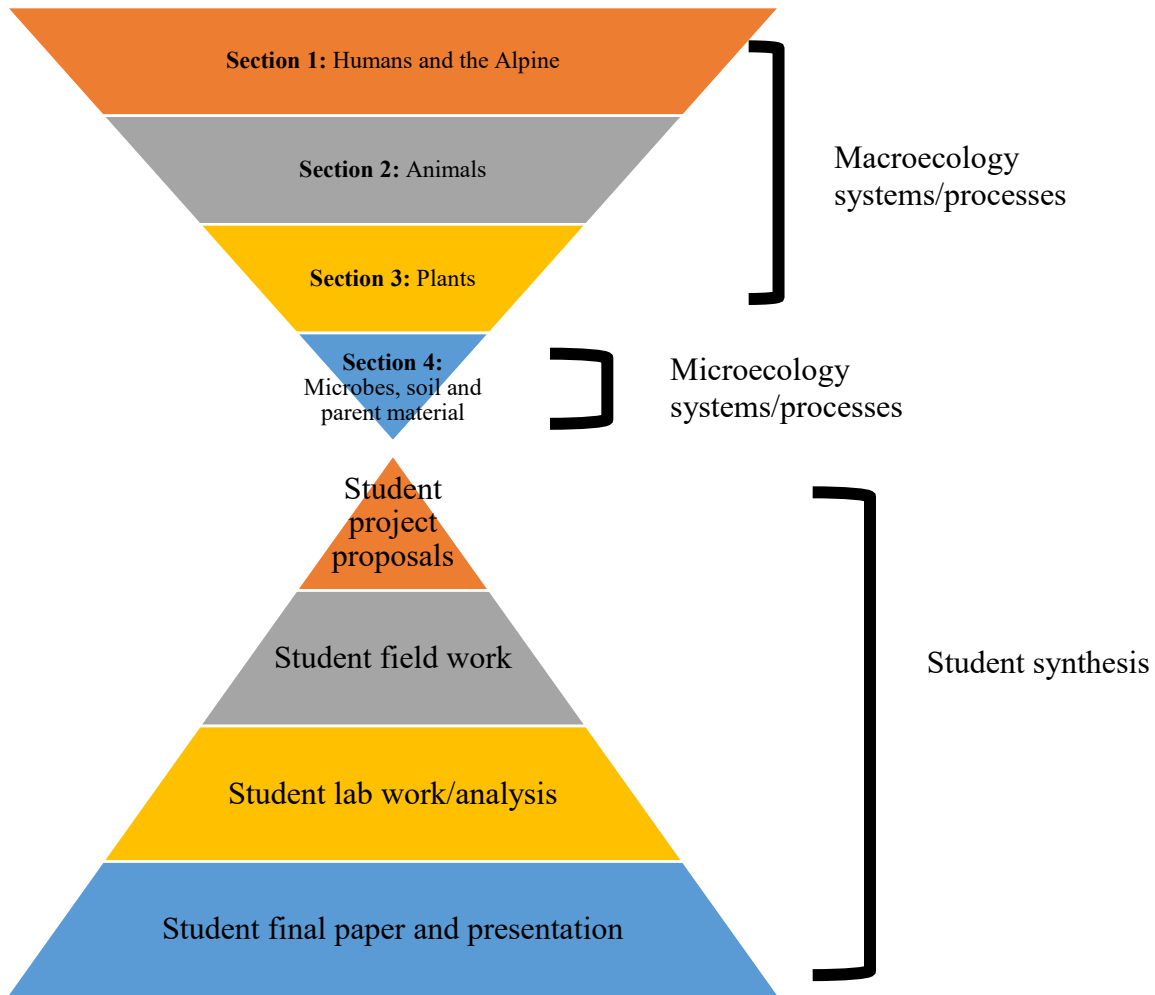 Section 1: Humans and the Alpine
Section 2: Animals
Macroecology
systems/processes
Section 3: Plants
Section 4:
Microbes, soil and
parent material
Microecology
systems/processes
Student
project
proposals
Student field work
Student synthesis
Student lab work/analysis
Student final paper and presentation